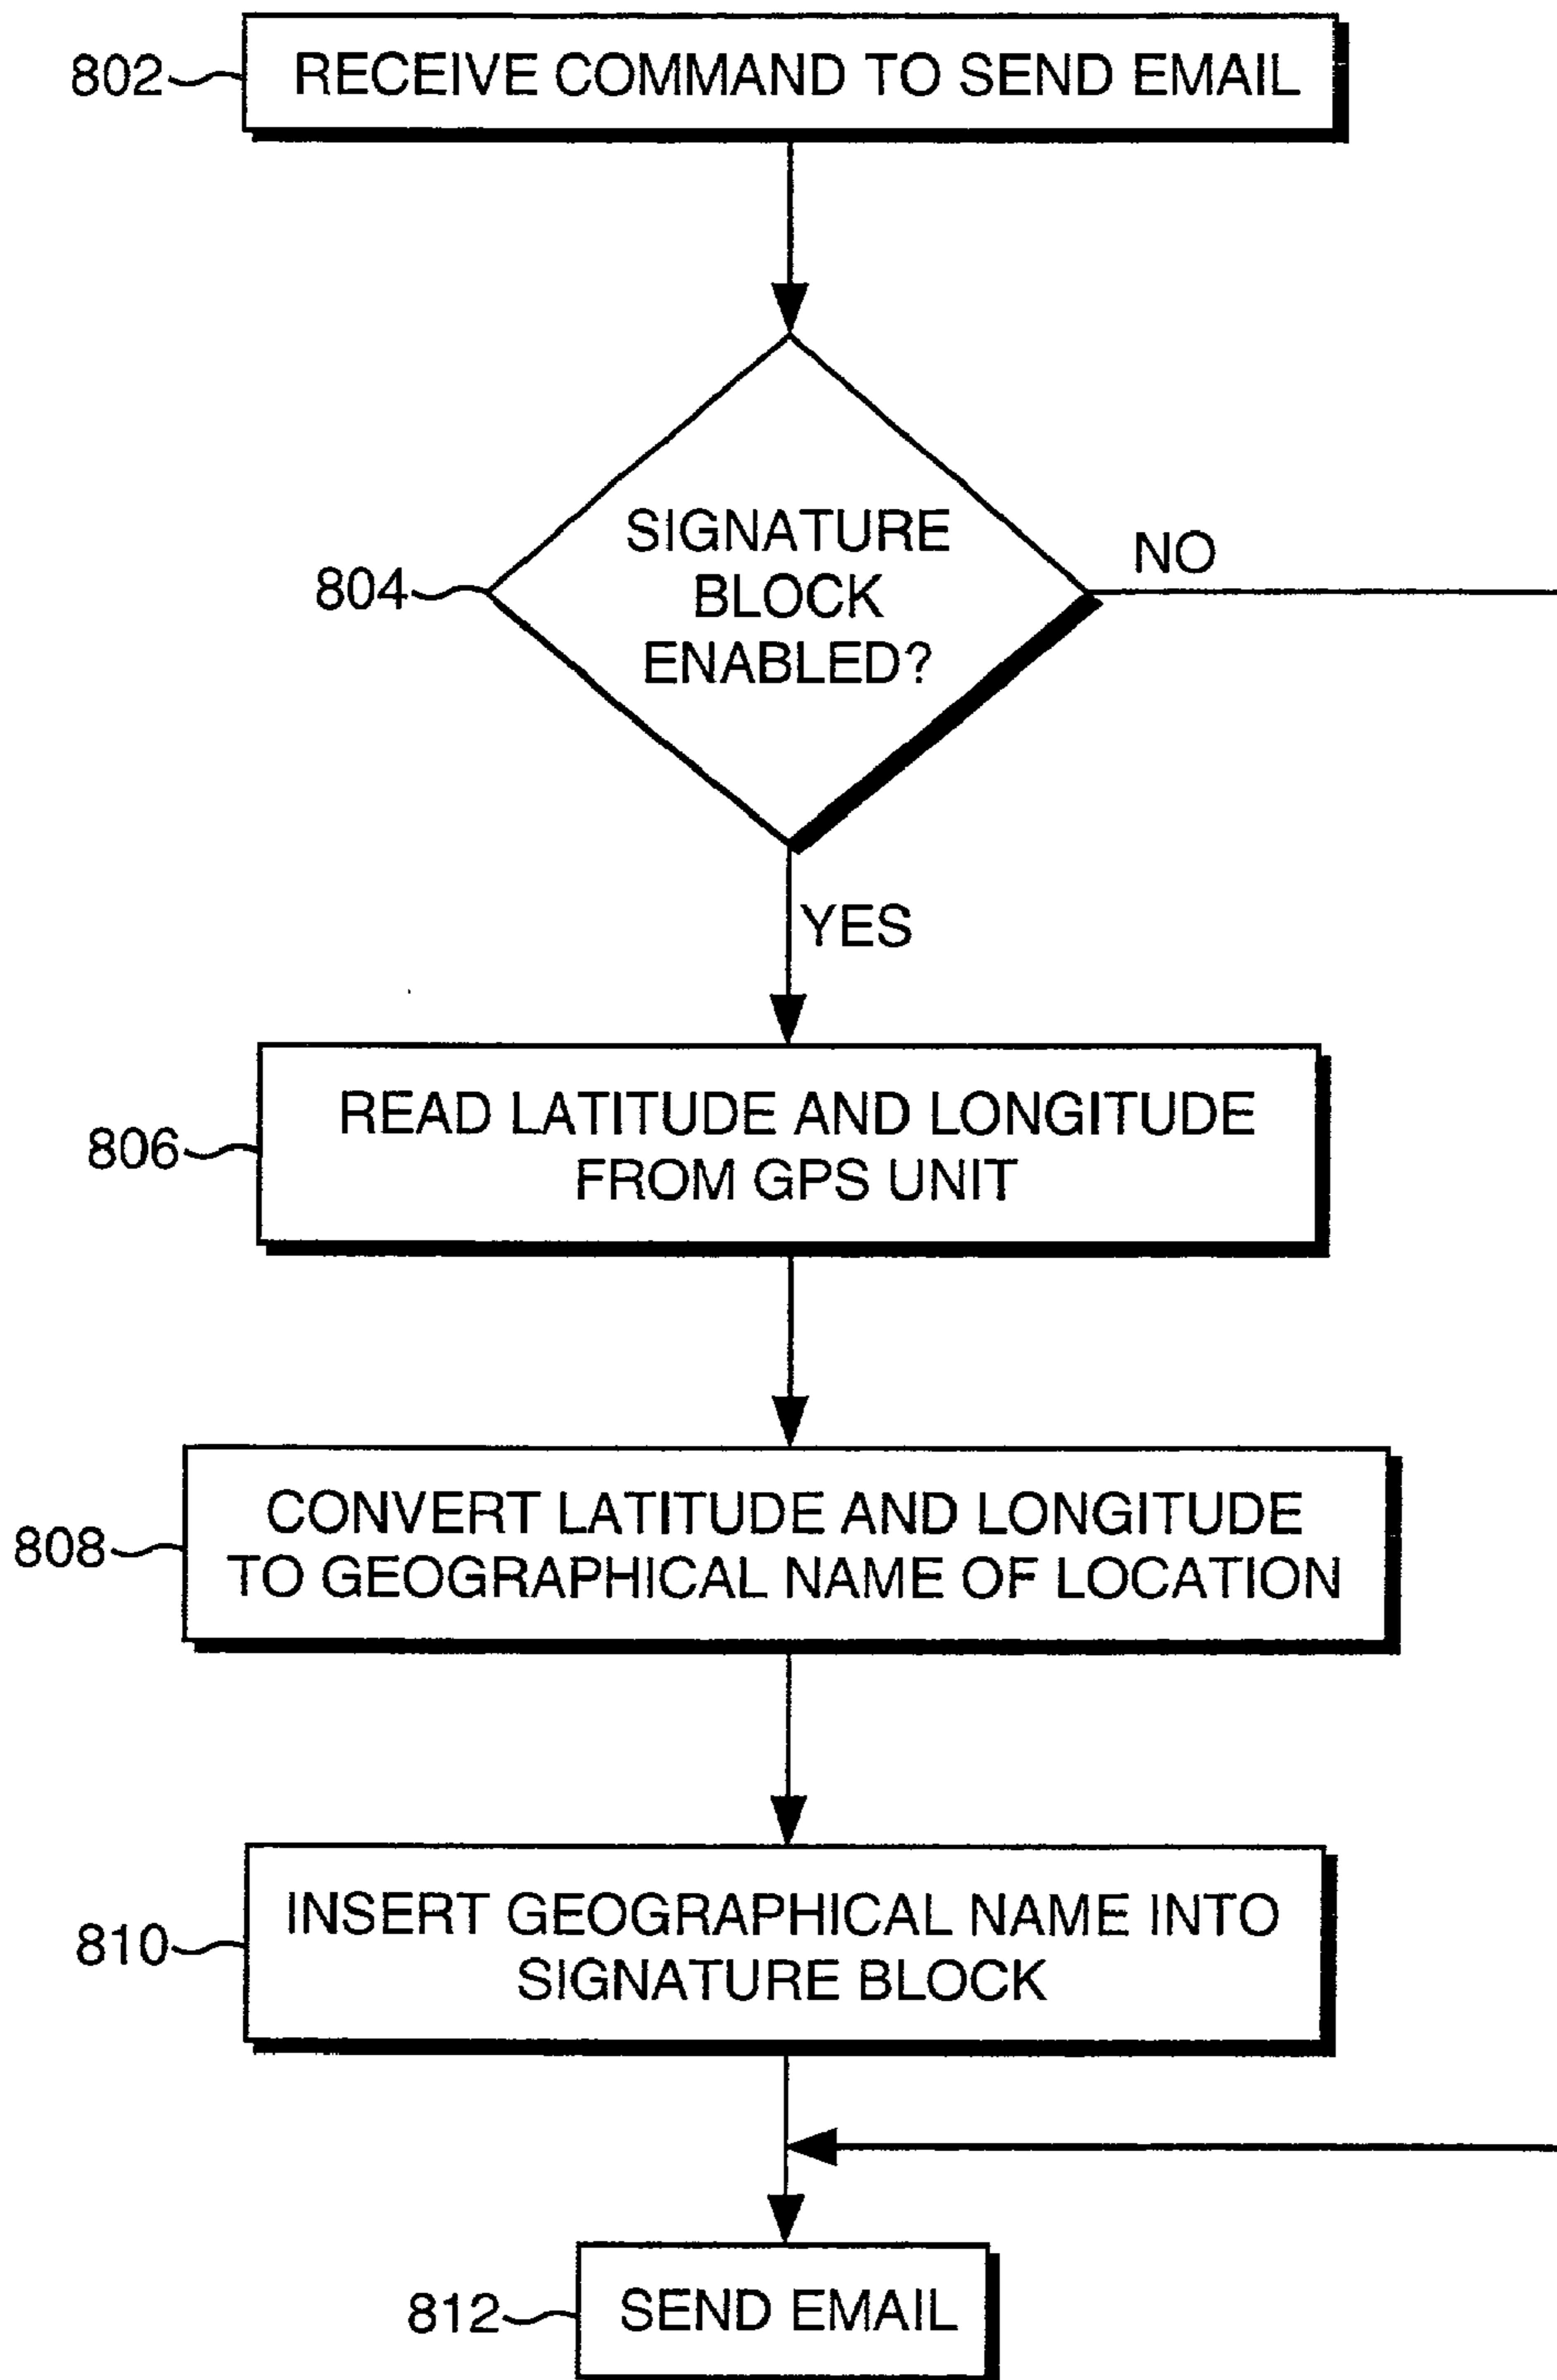 802
RECEIVE COMMAND TO SEND EMAIL
804
SIGNATURE
BLOCK
ENABLED?
NO
YES
806
READ LATITUDE AND LONGITUDE
FROM GPS UNIT
808
CONVERT LATITUDE AND LONGITUDE
TO GEOGRAPHICAL NAME OF LOCATION
810
INSERT GEOGRAPHICAL NAME INTO
SIGNATURE BLOCK
812
SEND EMAIL